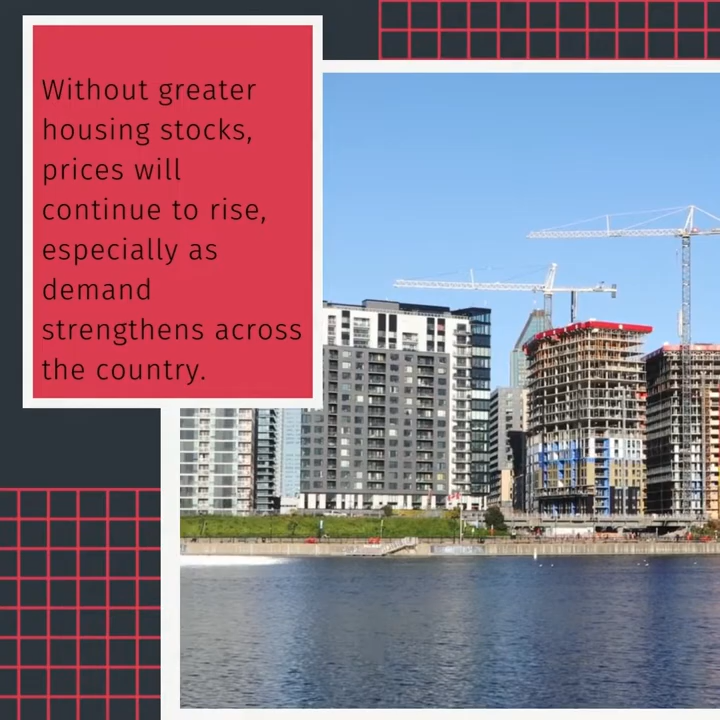 Without greater
housing stocks,
prices will
continue to rise,
especially as
demand
strengthens across
the country.